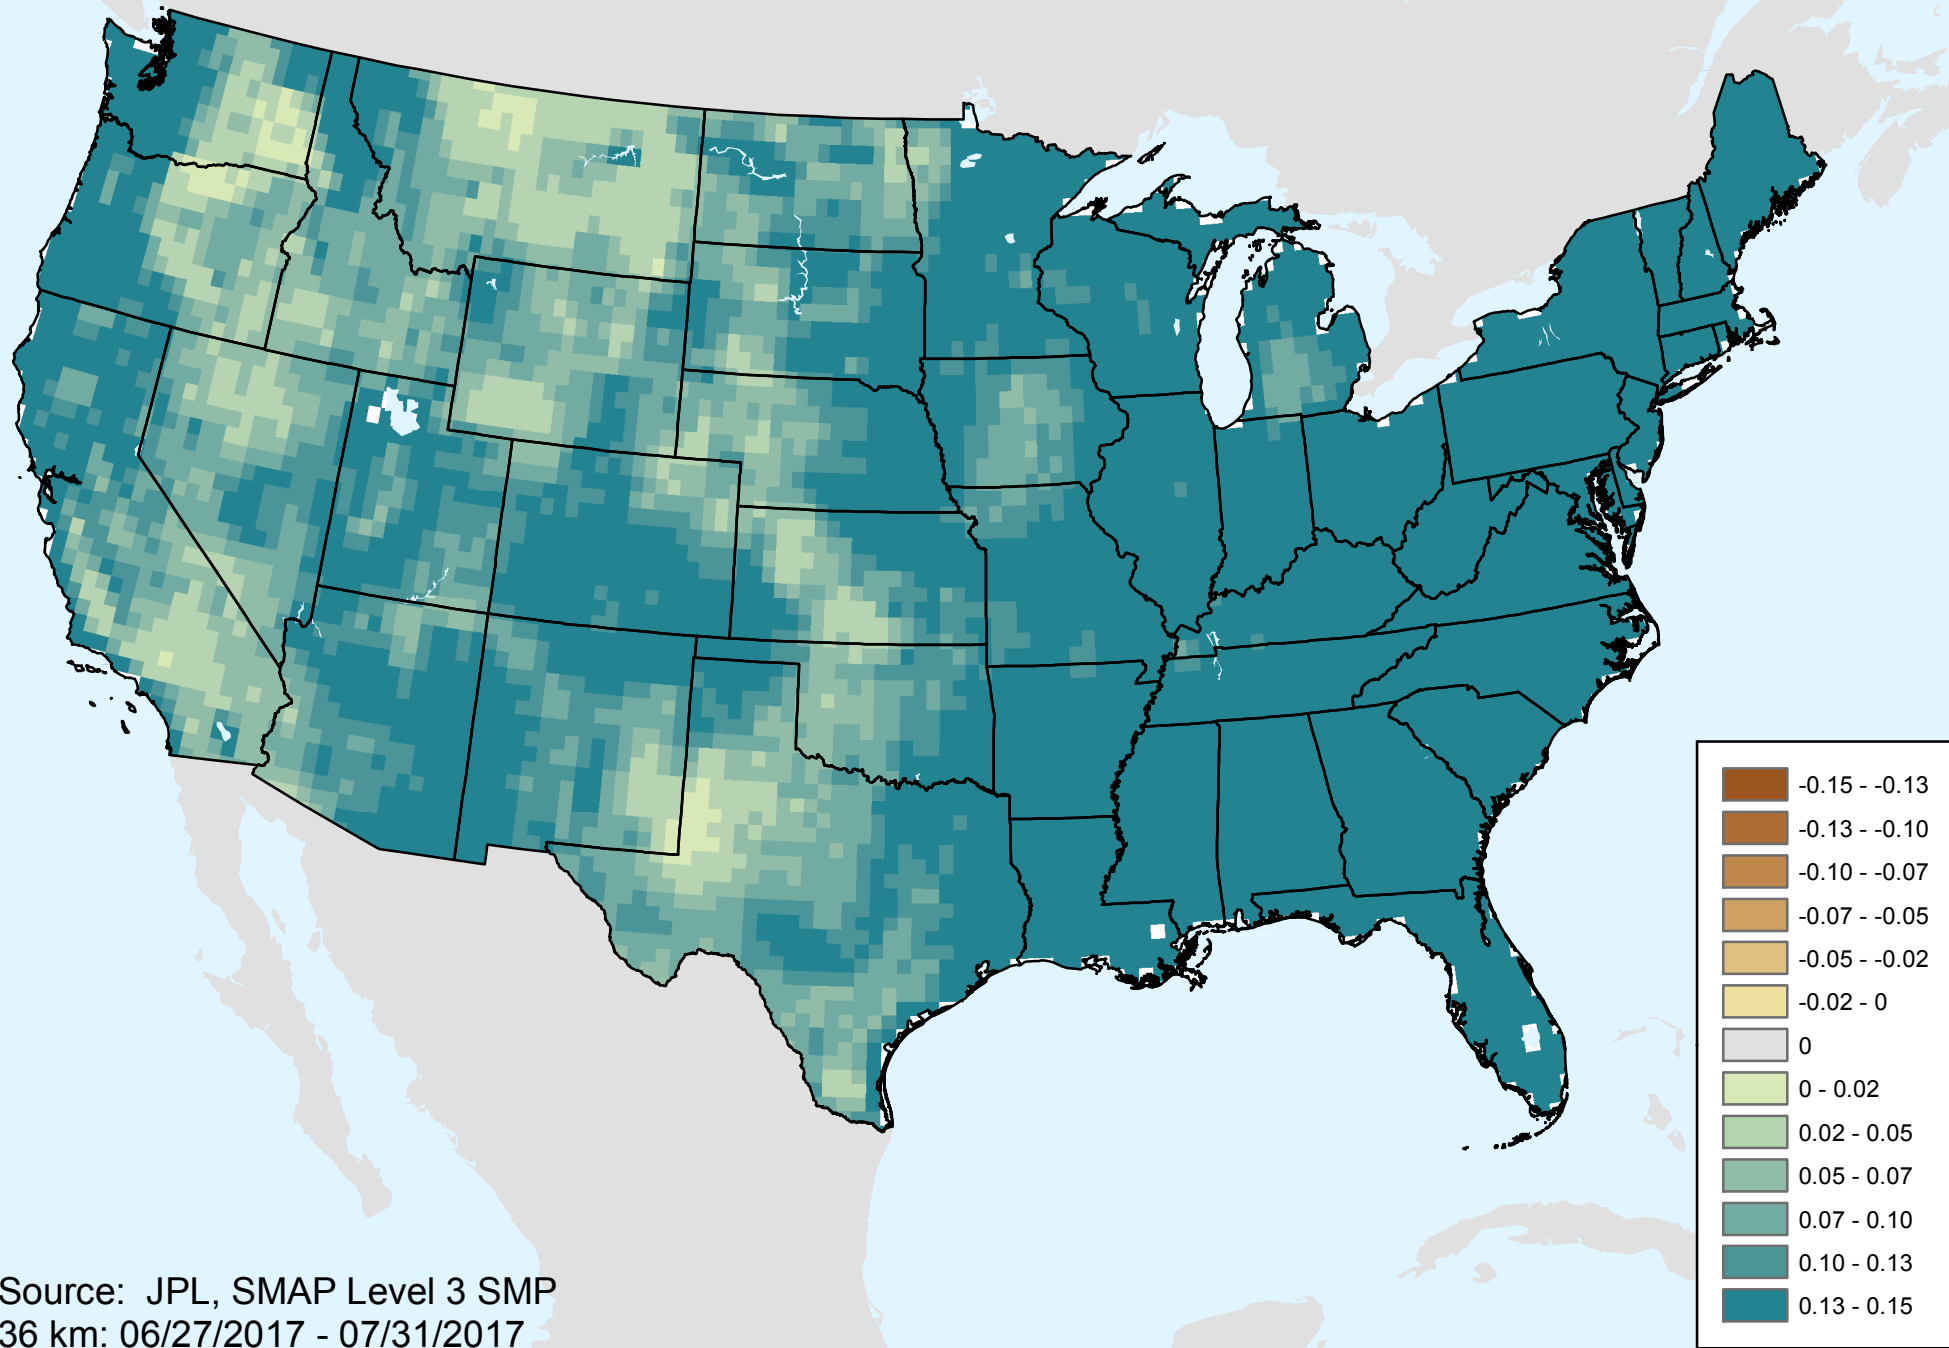 -0.15 - -0.13
-0.13 - -0.10
-0.10 - -0.07
-0.07 - -0.05
-0.05 - -0.02
-0.02 - 0
0
0 - 0.02
0.02 - 0.05
0.05 - 0.07
0.07 - 0.10
0.10 - 0.13
0.13 - 0.15
Source: JPL, SMAP Level 3 SMP
36 km: 06/27/2017 - 07/31/2017